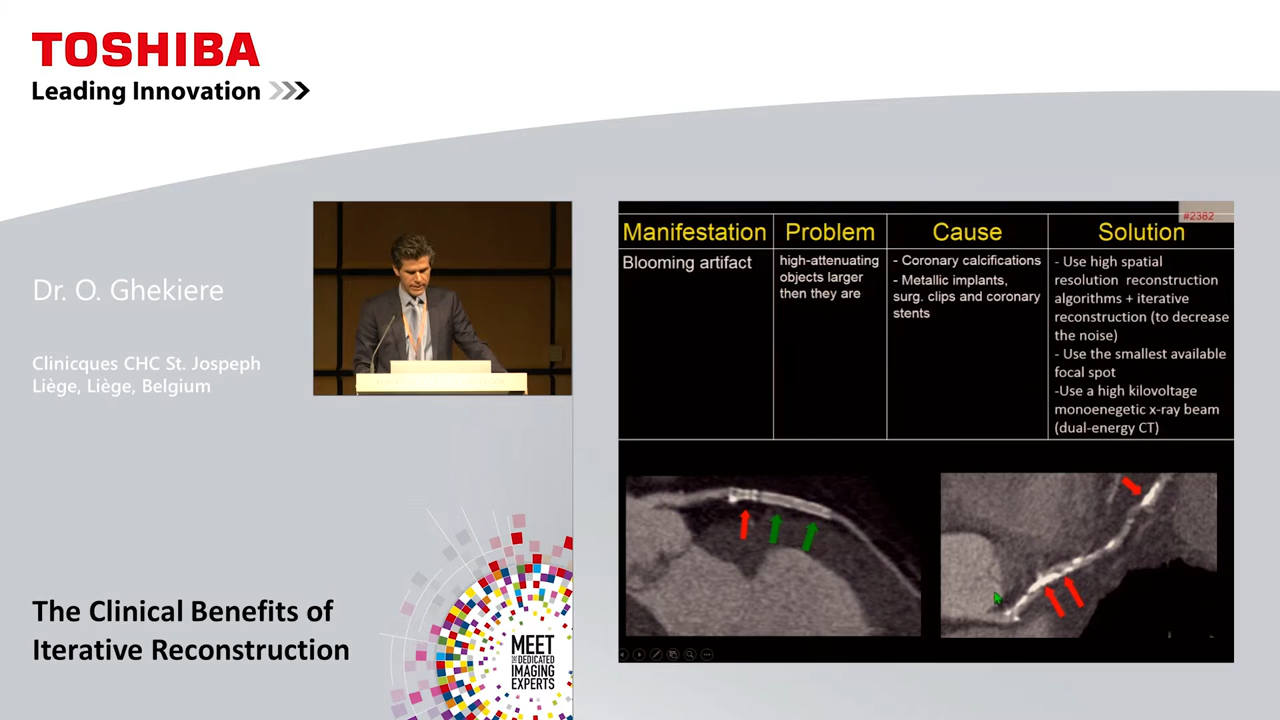 TOSHIBA
Leading Innovation
Dr. O. Ghekiere
Clinicques CHC St. Jospeph
Liège, Liège, Belgium
The Clinical Benefits of
Iterative Reconstruction
MEET
THE DEDICATED
IMAGING
EXPERTS
#2382
Manifestation
Problem
Cause
Solution
Blooming artifact
high-attenuating
objects larger
then they are
- Coronary calcifications
- Metallic implants,
surg. clips and coronary
stents
- Use high spatial
resolution reconstruction
algorithms + iterative
reconstruction (to decrease
the noise)
- Use the smallest available
focal spot
-Use a high kilovoltage
monoenegetic x-ray beam
(dual-energy CT)